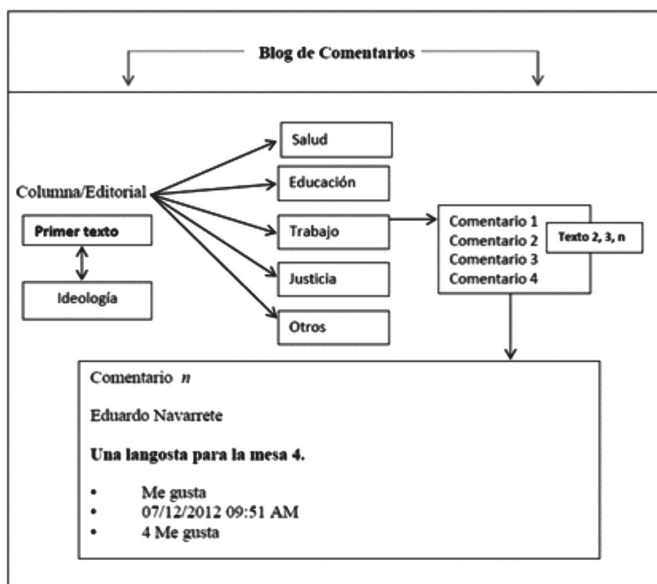 Blog de Comentarios
Columna/Editorial
Primer texto
Ideología
Salud
Educación
Trabajo
Justicia
Otros
Comentario 1
Comentario 2
Comentario 3
Comentario 4
Texto 2, 3, n
Comentario n
Eduardo Navarrete
Una langosta para la mesa 4.
• Me gusta
• 07/12/2012 09:51 AM
• 4 Me gusta